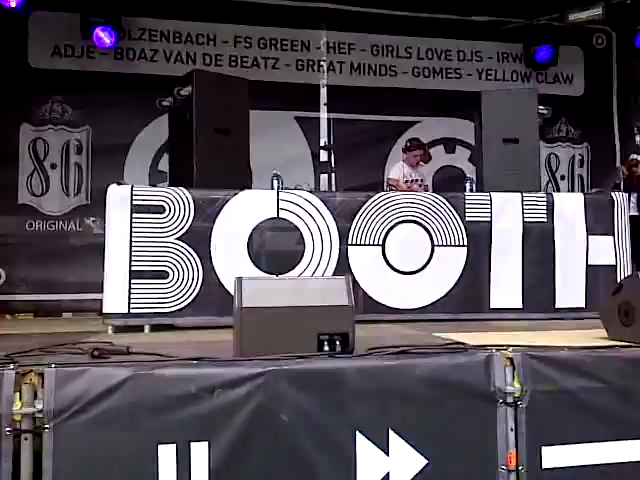 OLZENBACH - FS GREEN - HEF - GIRLS LOVE DJS - IRW
ADJE - BOAZ VAN DE BEATZ - GREAT MINDS - GOMES - YELLOW CLAW
8·6
ORIGINAL
8·6
BOOTH